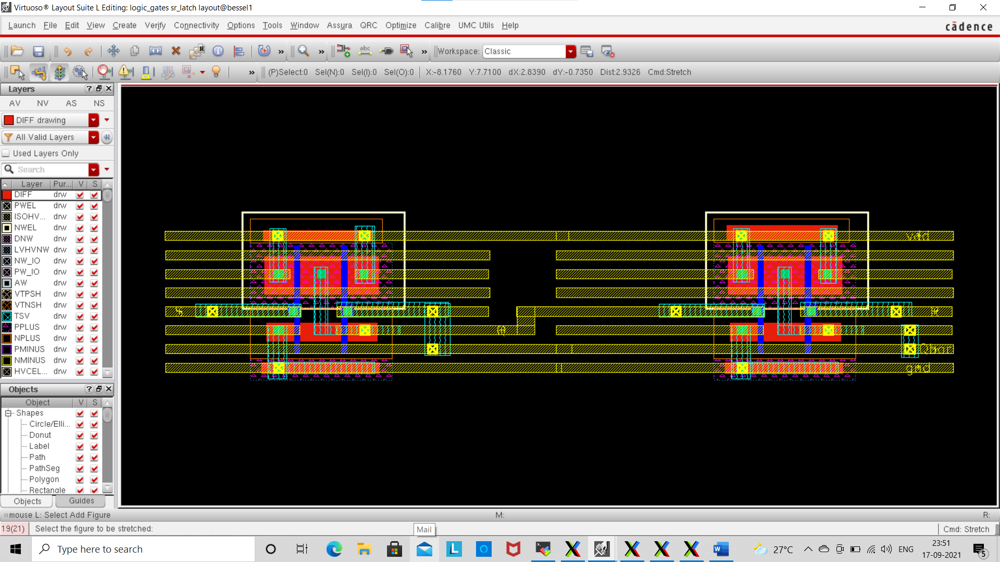 Virtuoso® Layout Suite L Editing: logic_gates sr_latch layout@bessel1
Launch File Edit View Create Verify Connectivity Options Tools Window Assura QRC Optimize Calibre UMC Utils Help
cādence
Workspace: Classic
(P)Select:0 Sel(N):0 Sel(I):0 Sel(O):0 X:-8.1760 Y:7.7100 dX:2.8390 dY:-0.7350 Dist:2.9326 Cmd:Stretch
Layers
AV NV AS NS
DIFF drawing
All Valid Layers
Used Layers Only
Search
Layer Pur... V S
DIFF drw
PWEL drw
ISOHV... drw
NWEL drw
DNW drw
LVHVNW drw
NW_IO drw
PW_IO drw
AW drw
VTPSH drw
VTNSH drw
TSV drw
PPLUS drw
NPLUS drw
PMINUS drw
NMINUS drw
HVCEL... drw
vdd
S
R
Q
Qbar
gnd
Objects
Object V S
Shapes
Circle/Elli...
Donut
Label
Path
PathSeg
Polygon
Rectangle
Objects Guides
mouse L: Select Add Figure M: R:
19(21) Select the figure to be stretched: Cmd: Stretch
Mail
Type here to search
27°C ENG
23:51
17-09-2021
5